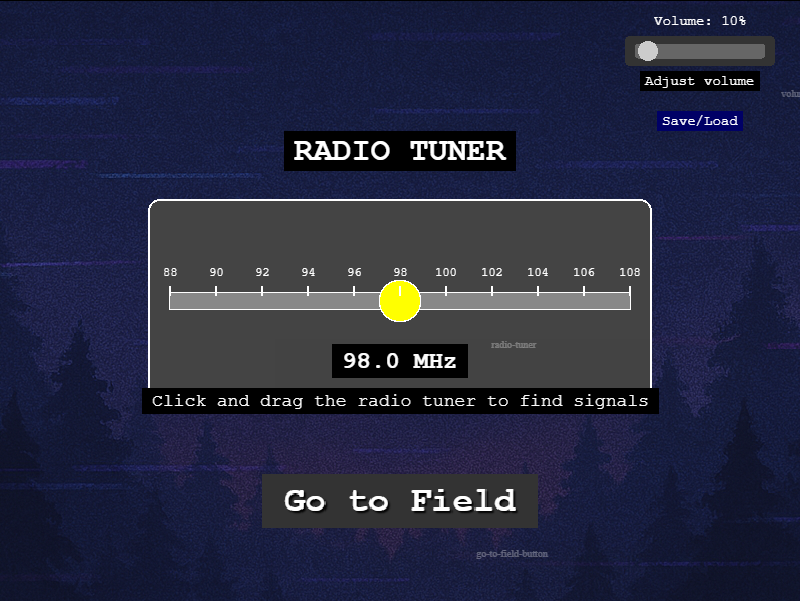 Volume: 10%
Adjust volume
Save/Load
RADIO TUNER
88 90 92 94 96 98 100 102 104 106 108
radio-tuner
98.0 MHz
Click and drag the radio tuner to find signals
Go to Field
go-to-field-button